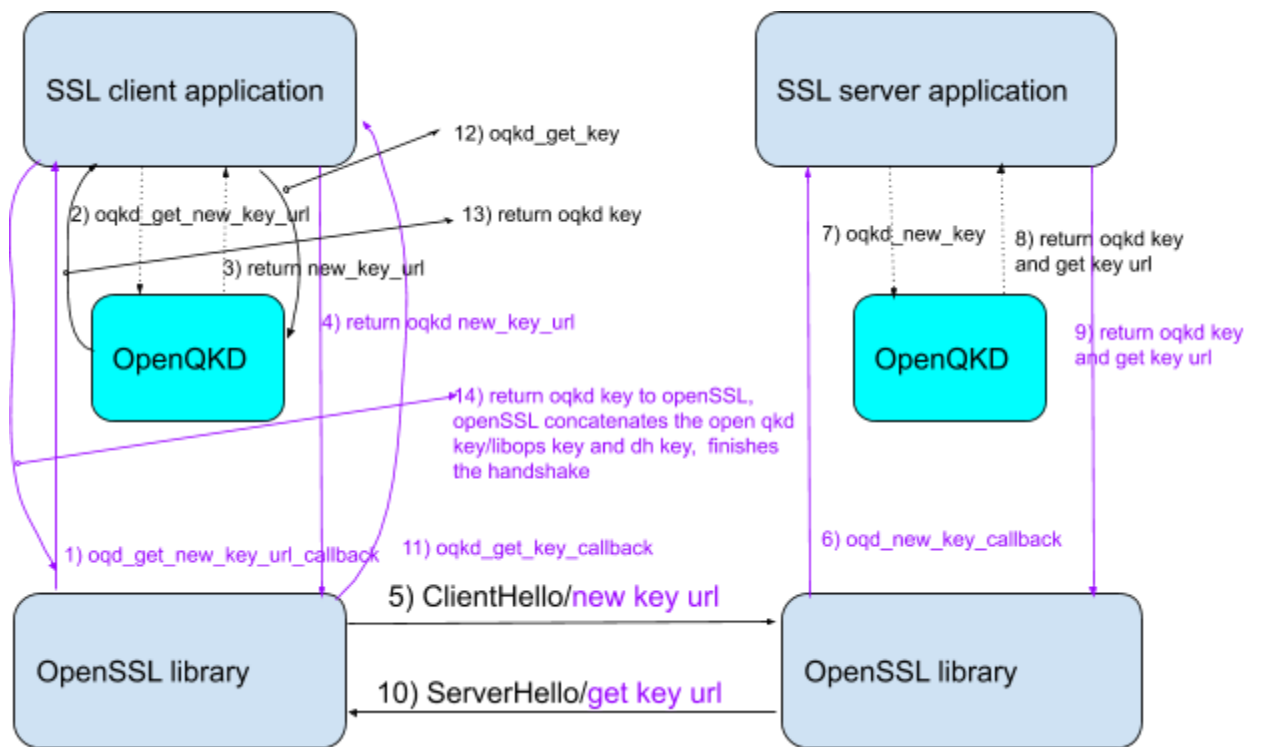 SSL client application
SSL server application
12) oqkd_get_key
2) oqkd_get_new_key_url
13) return oqkd key
7) oqkd_new_key
8) return oqkd key
and get key url
3) return new_key_url
4) return oqkd new_key_url
OpenQKD
OpenQKD
9) return oqkd key
and get key url
14) return oqkd key to openSSL,
openSSL concatenates the open qkd
key/libops key and dh key, finishes
the handshake
1) oqd_get_new_key_url_callback
11) oqkd_get_key_callback
6) oqd_new_key_callback
5) ClientHello/new key url
OpenSSL library
OpenSSL library
10) ServerHello/get key url